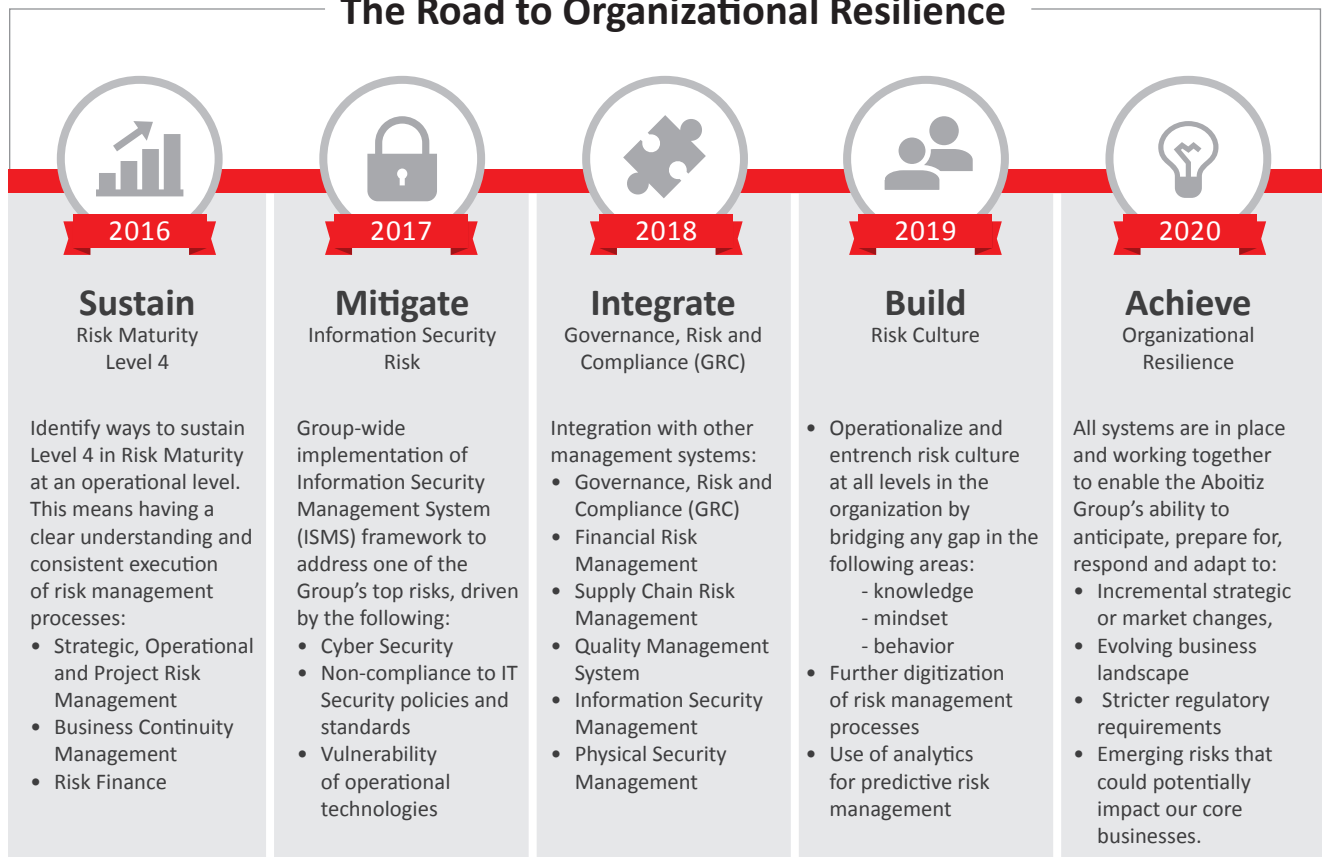 The Road to Organizational Resilience
2016
Sustain
Risk Maturity
Level 4
Identify ways to sustain
Level 4 in Risk Maturity
at an operational level.
This means having a
clear understanding and
consistent execution
of risk management
processes:
• Strategic, Operational
and Project Risk
Management
• Business Continuity
Management
• Risk Finance
2017
Mitigate
Information Security
Risk
Group-wide
implementation of
Information Security
Management System
(ISMS) framework to
address one of the
Group's top risks, driven
by the following:
• Cyber Security
• Non-compliance to IT
Security policies and
standards
• Vulnerability
of operational
technologies
2018
Integrate
Governance, Risk and
Compliance (GRC)
Integration with other
management systems:
• Governance, Risk and
Compliance (GRC)
• Financial Risk
Management
• Supply Chain Risk
Management
• Quality Management
System
• Information Security
Management
• Physical Security
Management
2019
Build
Risk Culture
• Operationalize and
entrench risk culture
at all levels in the
organization by
bridging any gap in the
following areas:
- knowledge
- mindset
- behavior
• Further digitization
of risk management
processes
• Use of analytics
for predictive risk
management
2020
Achieve
Organizational
Resilience
All systems are in place
and working together
to enable the Aboitiz
Group's ability to
anticipate, prepare for,
respond and adapt to:
• Incremental strategic
or market changes,
• Evolving business
landscape
• Stricter regulatory
requirements
• Emerging risks that
could potentially
impact our core
businesses.